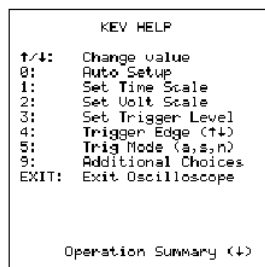 KEY HELP
↑/↓: Change value
0: Auto Setup
1: Set Time Scale
2: Set Volt Scale
3: Set Trigger Level
4: Trigger Edge (↑↓)
5: Trig Mode (a,s,n)
9: Additional Choices
EXIT: Exit Oscilloscope
Operation Summary (↓)